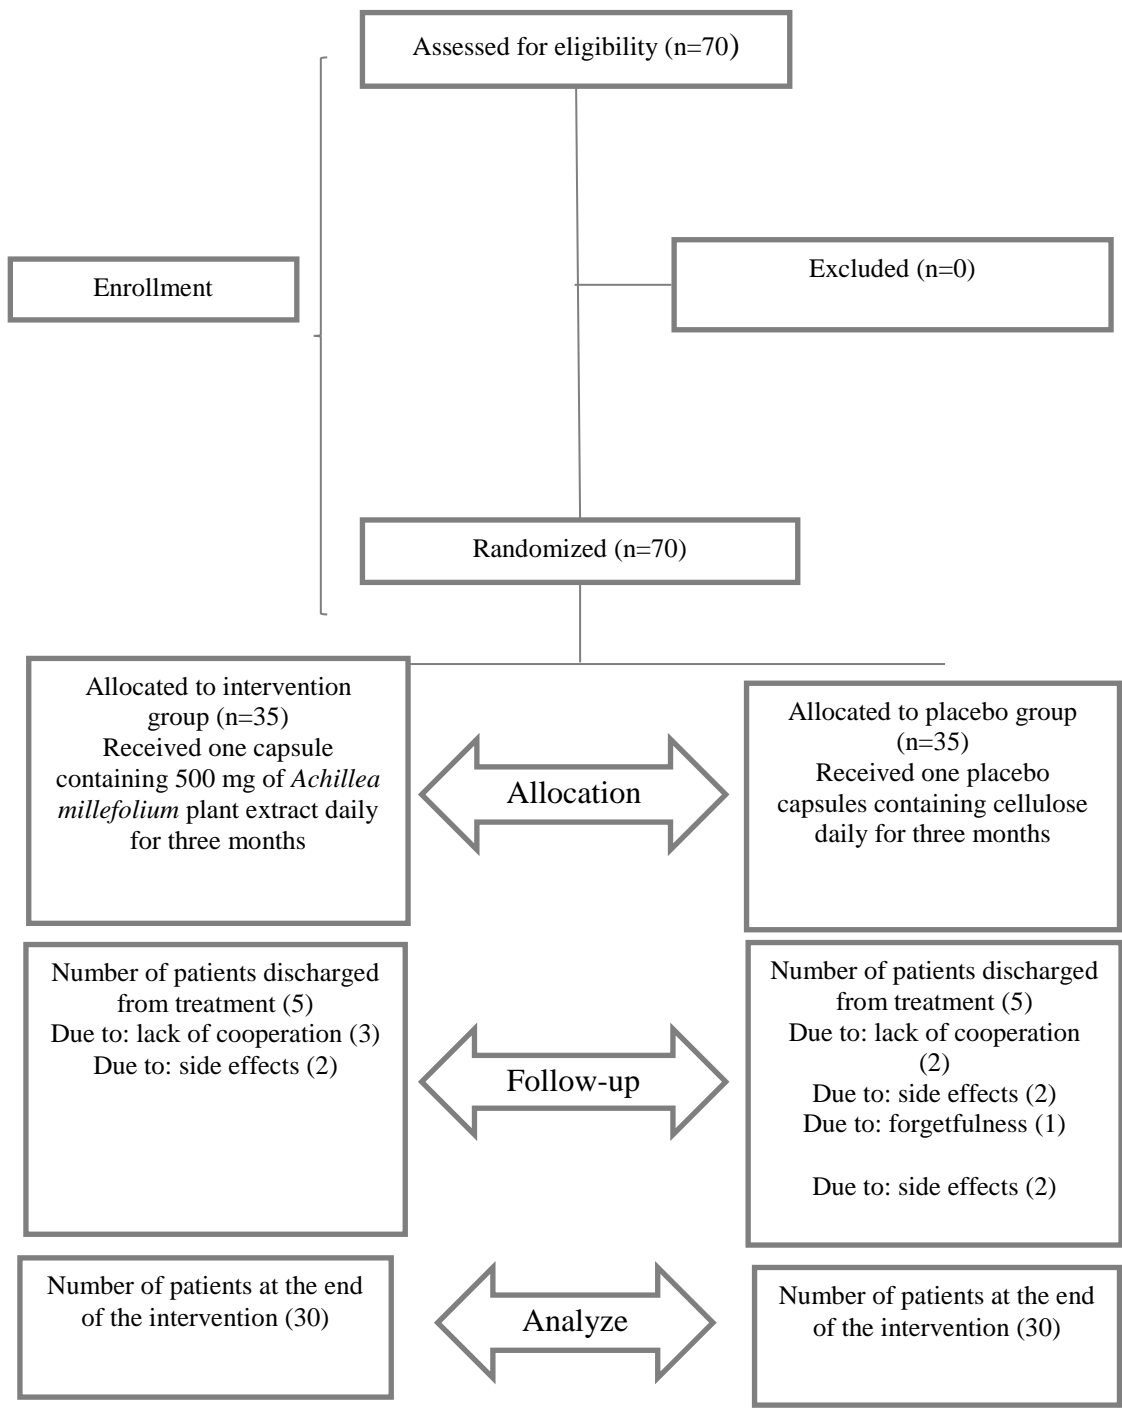 Assessed for eligibility (n=70)
Excluded (n=0)
Enrollment
Randomized (n=70)
Allocated to intervention
group (n=35)
Received one capsule
containing 500 mg of Achillea
millefolium plant extract daily
for three months
Allocation
Allocated to placebo group
(n=35)
Received one placebo
capsules containing cellulose
daily for three months
Number of patients discharged
from treatment (5)
Due to: lack of cooperation (3)
Due to: side effects (2)
Follow-up
Number of patients discharged
from treatment (5)
Due to: lack of cooperation
(2)
Due to: side effects (2)
Due to: forgetfulness (1)
Due to: side effects (2)
Number of patients at the end
of the intervention (30)
Analyze
Number of patients at the end
of the intervention (30)